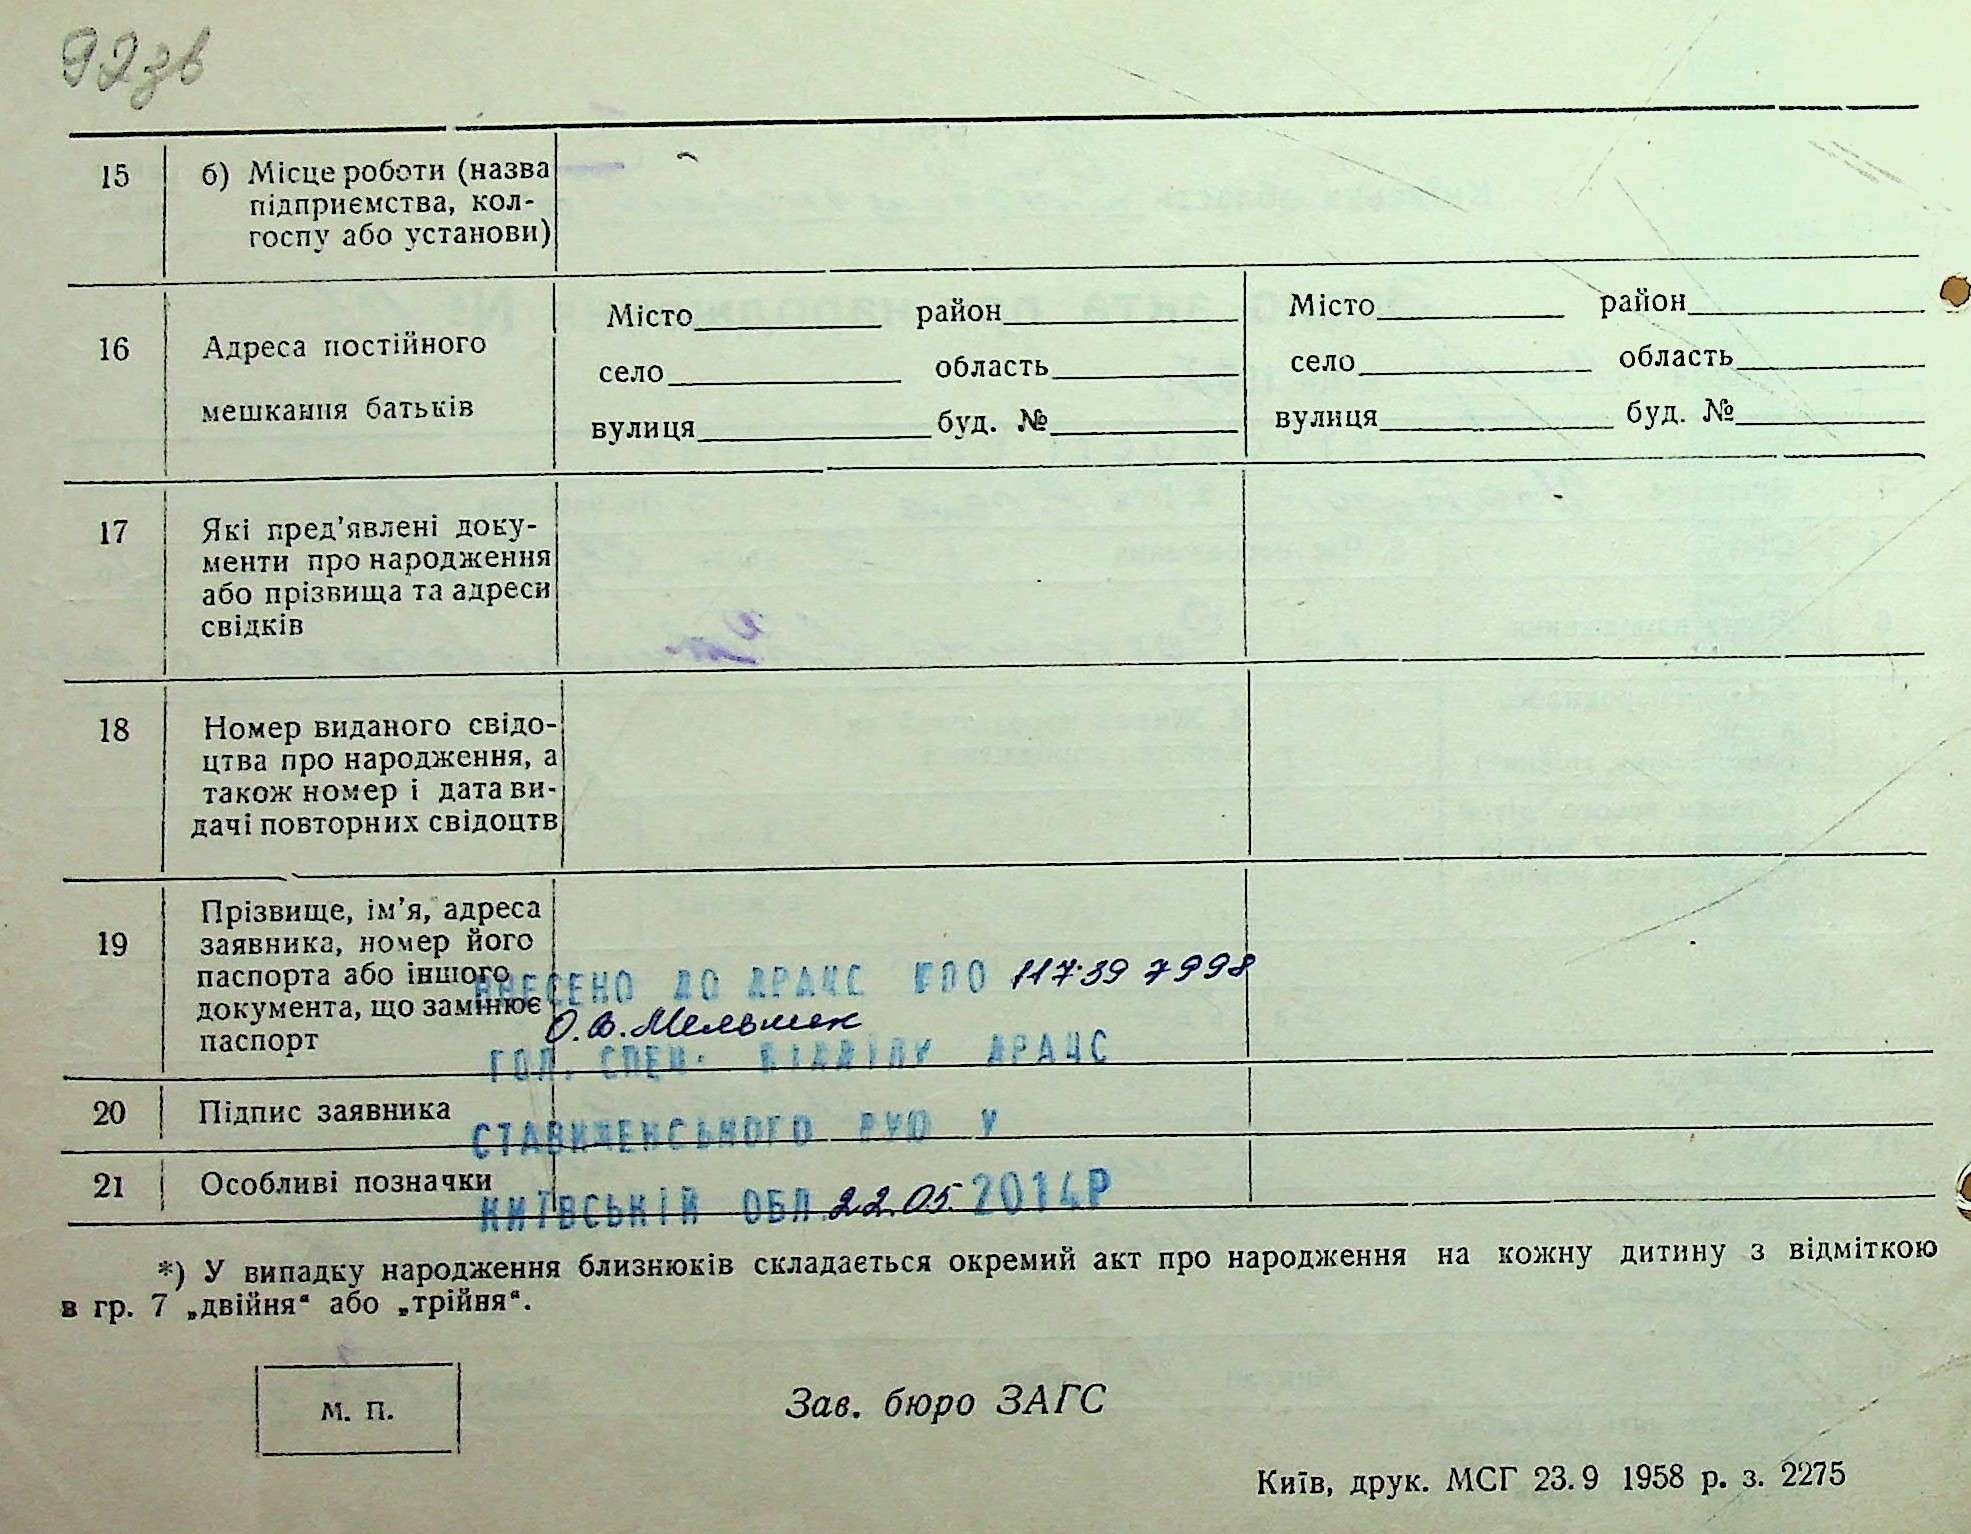 92зв
15 б) Місце роботи (назва
підприємства, кол-
госпу або установи)
16 Адреса постійного
мешкання батьків
Місто район
село область
вулиця буд. №
Місто район
село область
вулиця буд. №
17 Які пред'явлені доку-
менти про народження
або прізвища та адреси
свідків
18 Номер виданого свідо-
цтва про народження, а
також номер і дата ви-
дачі повторних свідоцтв
19 Прізвище, ім'я, адреса
заявника, номер його
паспорта або іншого
документа, що замінює
паспорт
ВНЕСЕНО ДО ДРАЦС 117397998
О.В.Мельник
ГОЛ. СПЕЦ. ВІДДІЛУ ДРАЦС
20 Підпис заявника
СТАВИЩЕНСЬКОГО РУЮ У
21 Особливі позначки
КИЇВСЬКІЙ ОБЛ. 22.05. 2014Р
*) У випадку народження близнюків складається окремий акт про народження на кожну дитину з відміткою
в гр. 7 „двійня“ або „трійня“.
М. П.
Зав. бюро ЗАГС
Київ, друк. МСГ 23.9 1958 р. з. 2275